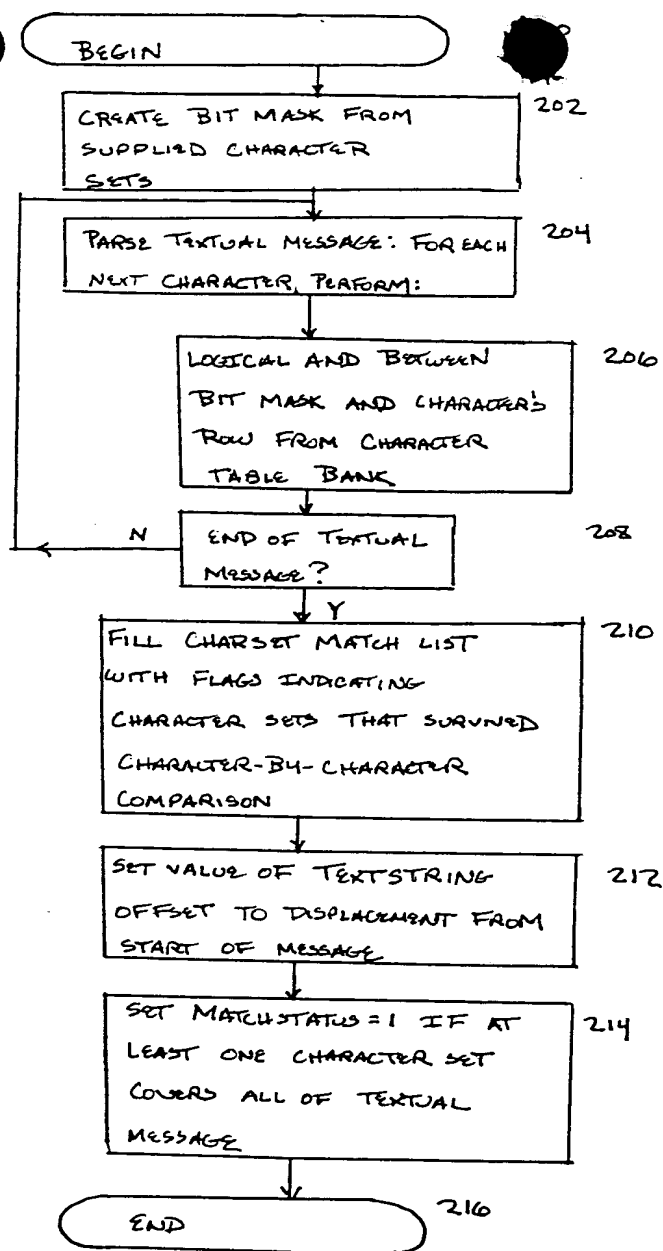 BEGIN
CREATE BIT MASK FROM
SUPPLIED CHARACTER
SETS
202
PARSE TEXTUAL MESSAGE: FOR EACH
NEXT CHARACTER, PERFORM:
204
LOGICAL AND BETWEEN
BIT MASK AND CHARACTER'S
ROW FROM CHARACTER
TABLE BANK
206
END OF TEXTUAL
MESSAGE?
208
N
Y
FILL CHARSET MATCH LIST
WITH FLAGS INDICATING
CHARACTER SETS THAT SURVIVED
CHARACTER-BY-CHARACTER
COMPARISON
210
SET VALUE OF TEXTSTRING
OFFSET TO DISPLACEMENT FROM
START OF MESSAGE
212
SET MATCHSTATUS = 1 IF AT
LEAST ONE CHARACTER SET
COVERS ALL OF TEXTUAL
MESSAGE
214
END
216